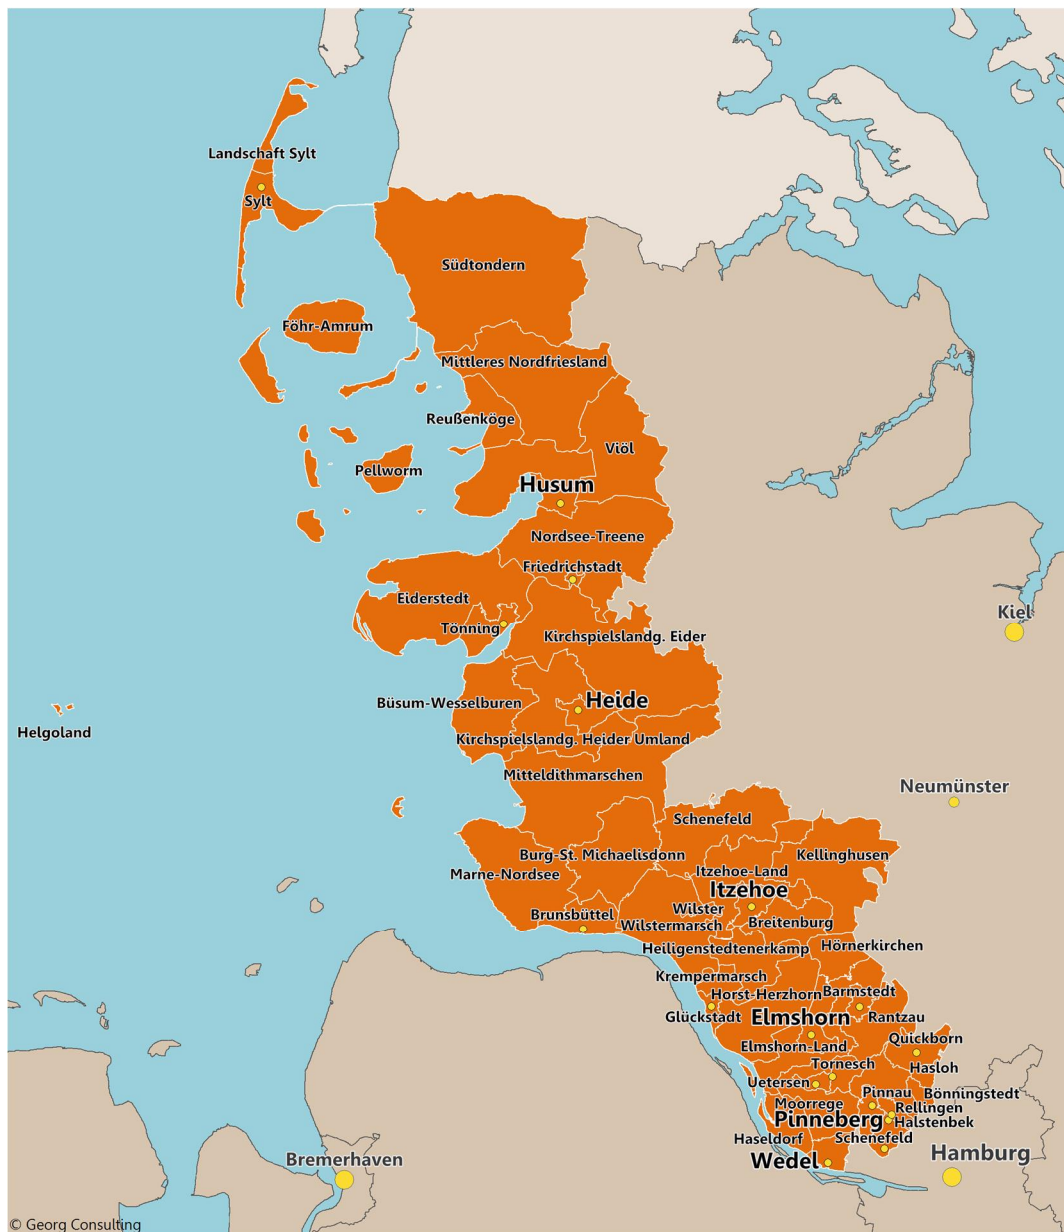 Landschaft Sylt
Sylt
Südtondern
Föhr-Amrum
Mittleres Nordfriesland
Reußenköge
Viöl
Pellworm
Husum
Nordsee-Treene
Friedrichstadt
Eiderstedt
Tönning
Kirchspielslandg. Eider
Kiel
Büsum-Wesselburen
Heide
Helgoland
Kirchspielslandg. Heider Umland
Mitteldithmarschen
Neumünster
Schenefeld
Burg-St. Michaelisdonn
Kellinghusen
Marne-Nordsee
Itzehoe-Land
Itzehoe
Wilster
Brunsbüttel
Wilstermarsch
Breitenburg
Heiligenstedtenerkamp
Hörnerkirchen
Krempermarsch
Horst-Herzhorn
Barmstedt
Glückstadt
Elmshorn
Rantzau
Quickborn
Elmshorn-Land
Hasloh
Tornesch
Uetersen
Pinnau
Bönningstedt
Moorrege
Rellingen
Pinneberg
Halstenbek
Haseldorf
Schenefeld
Wedel
Hamburg
Bremerhaven
© Georg Consulting